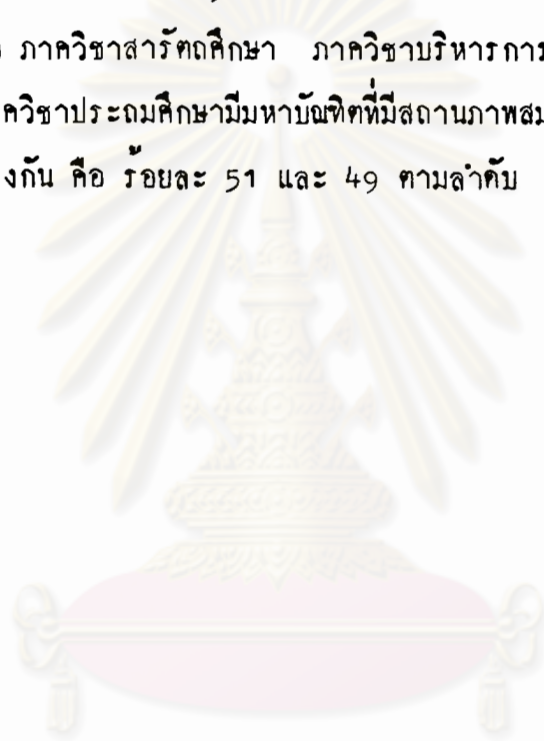 ภาควิชาสารัตถศึกษา ภาควิชาบริหารการ
ควิชาประถมศึกษามีมหาบัณฑิตที่มีสถานภาพสม
งกัน คือ ร้อยละ 51 และ 49 ตามลำดับ